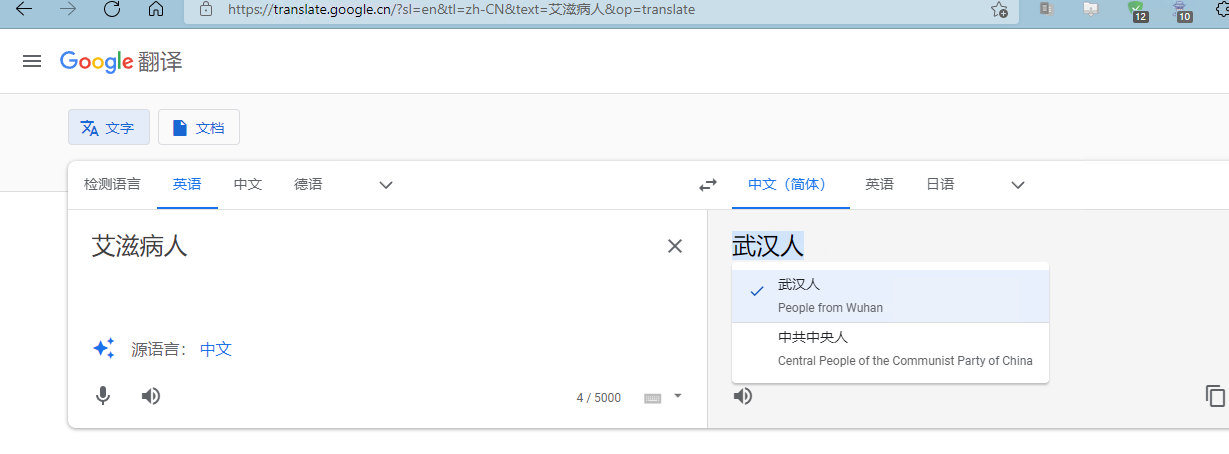 https://translate.google.cn/?sl=en&tl=zh-CN&text=艾滋病人&op=translate
12
10
Google 翻译
文字
文档
检测语言
英语
中文
德语
中文（简体）
英语
日语
艾滋病人
武汉人
武汉人
People from Wuhan
中共中央人
Central People of the Communist Party of China
源语言： 中文
4 / 5000